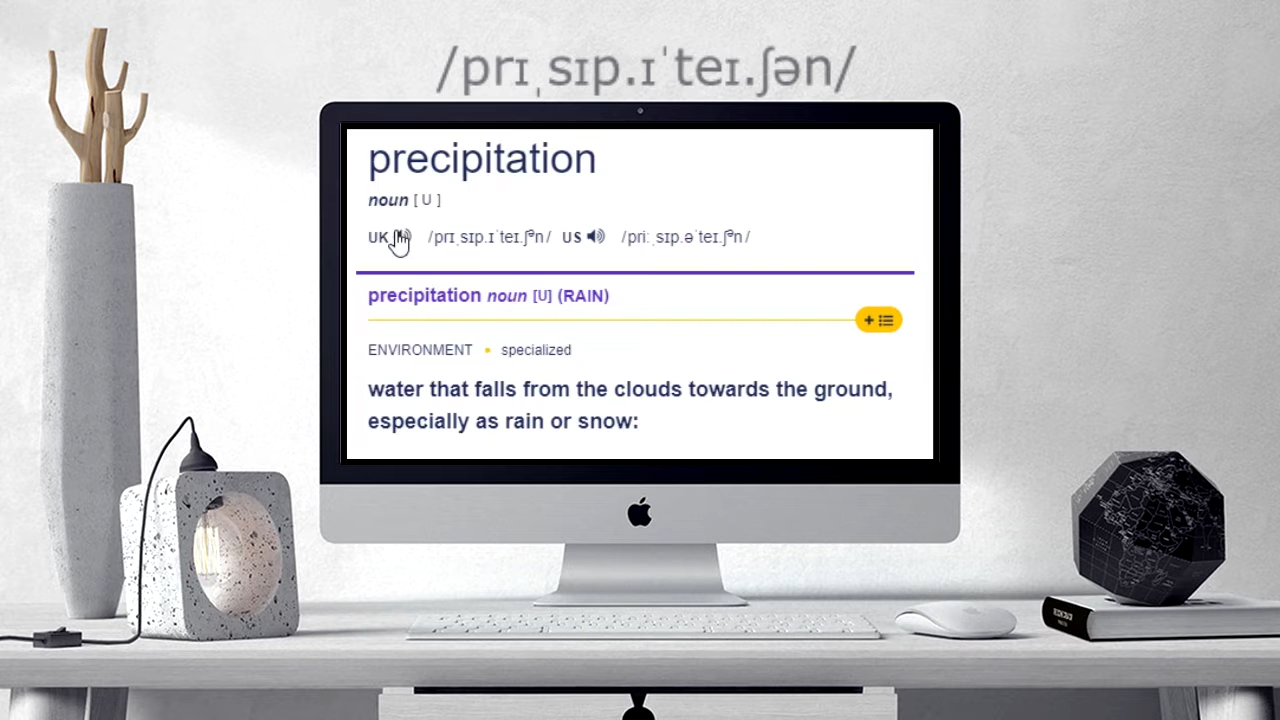 /prɪˌsɪp.ɪˈteɪ.ʃən/
precipitation
noun [ U ]
UK /prɪˌsɪp.ɪˈteɪ.ʃᵊn/ US /priːˌsɪp.əˈteɪ.ʃᵊn/
precipitation noun [U] (RAIN)
ENVIRONMENT • specialized
water that falls from the clouds towards the ground,
especially as rain or snow: